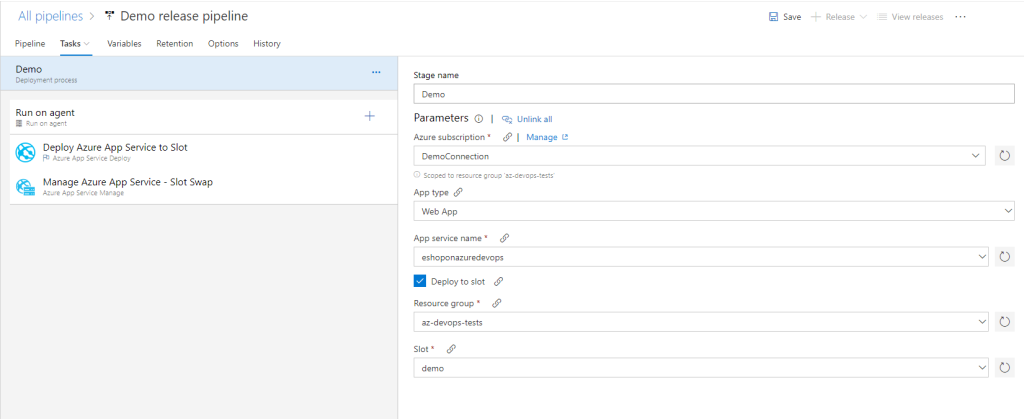 All pipelines > Demo release pipeline
Save + Release View releases ...
Pipeline Tasks Variables Retention Options History
Demo
Deployment process
...
Run on agent
Run on agent
+
Deploy Azure App Service to Slot
Azure App Service Deploy
Manage Azure App Service - Slot Swap
Azure App Service Manage
Stage name
Demo
Parameters | Unlink all
Azure subscription * | Manage
DemoConnection
Scoped to resource group 'az-devops-tests'
App type
Web App
App service name *
eshoponazuredevops
Deploy to slot
Resource group *
az-devops-tests
Slot *
demo